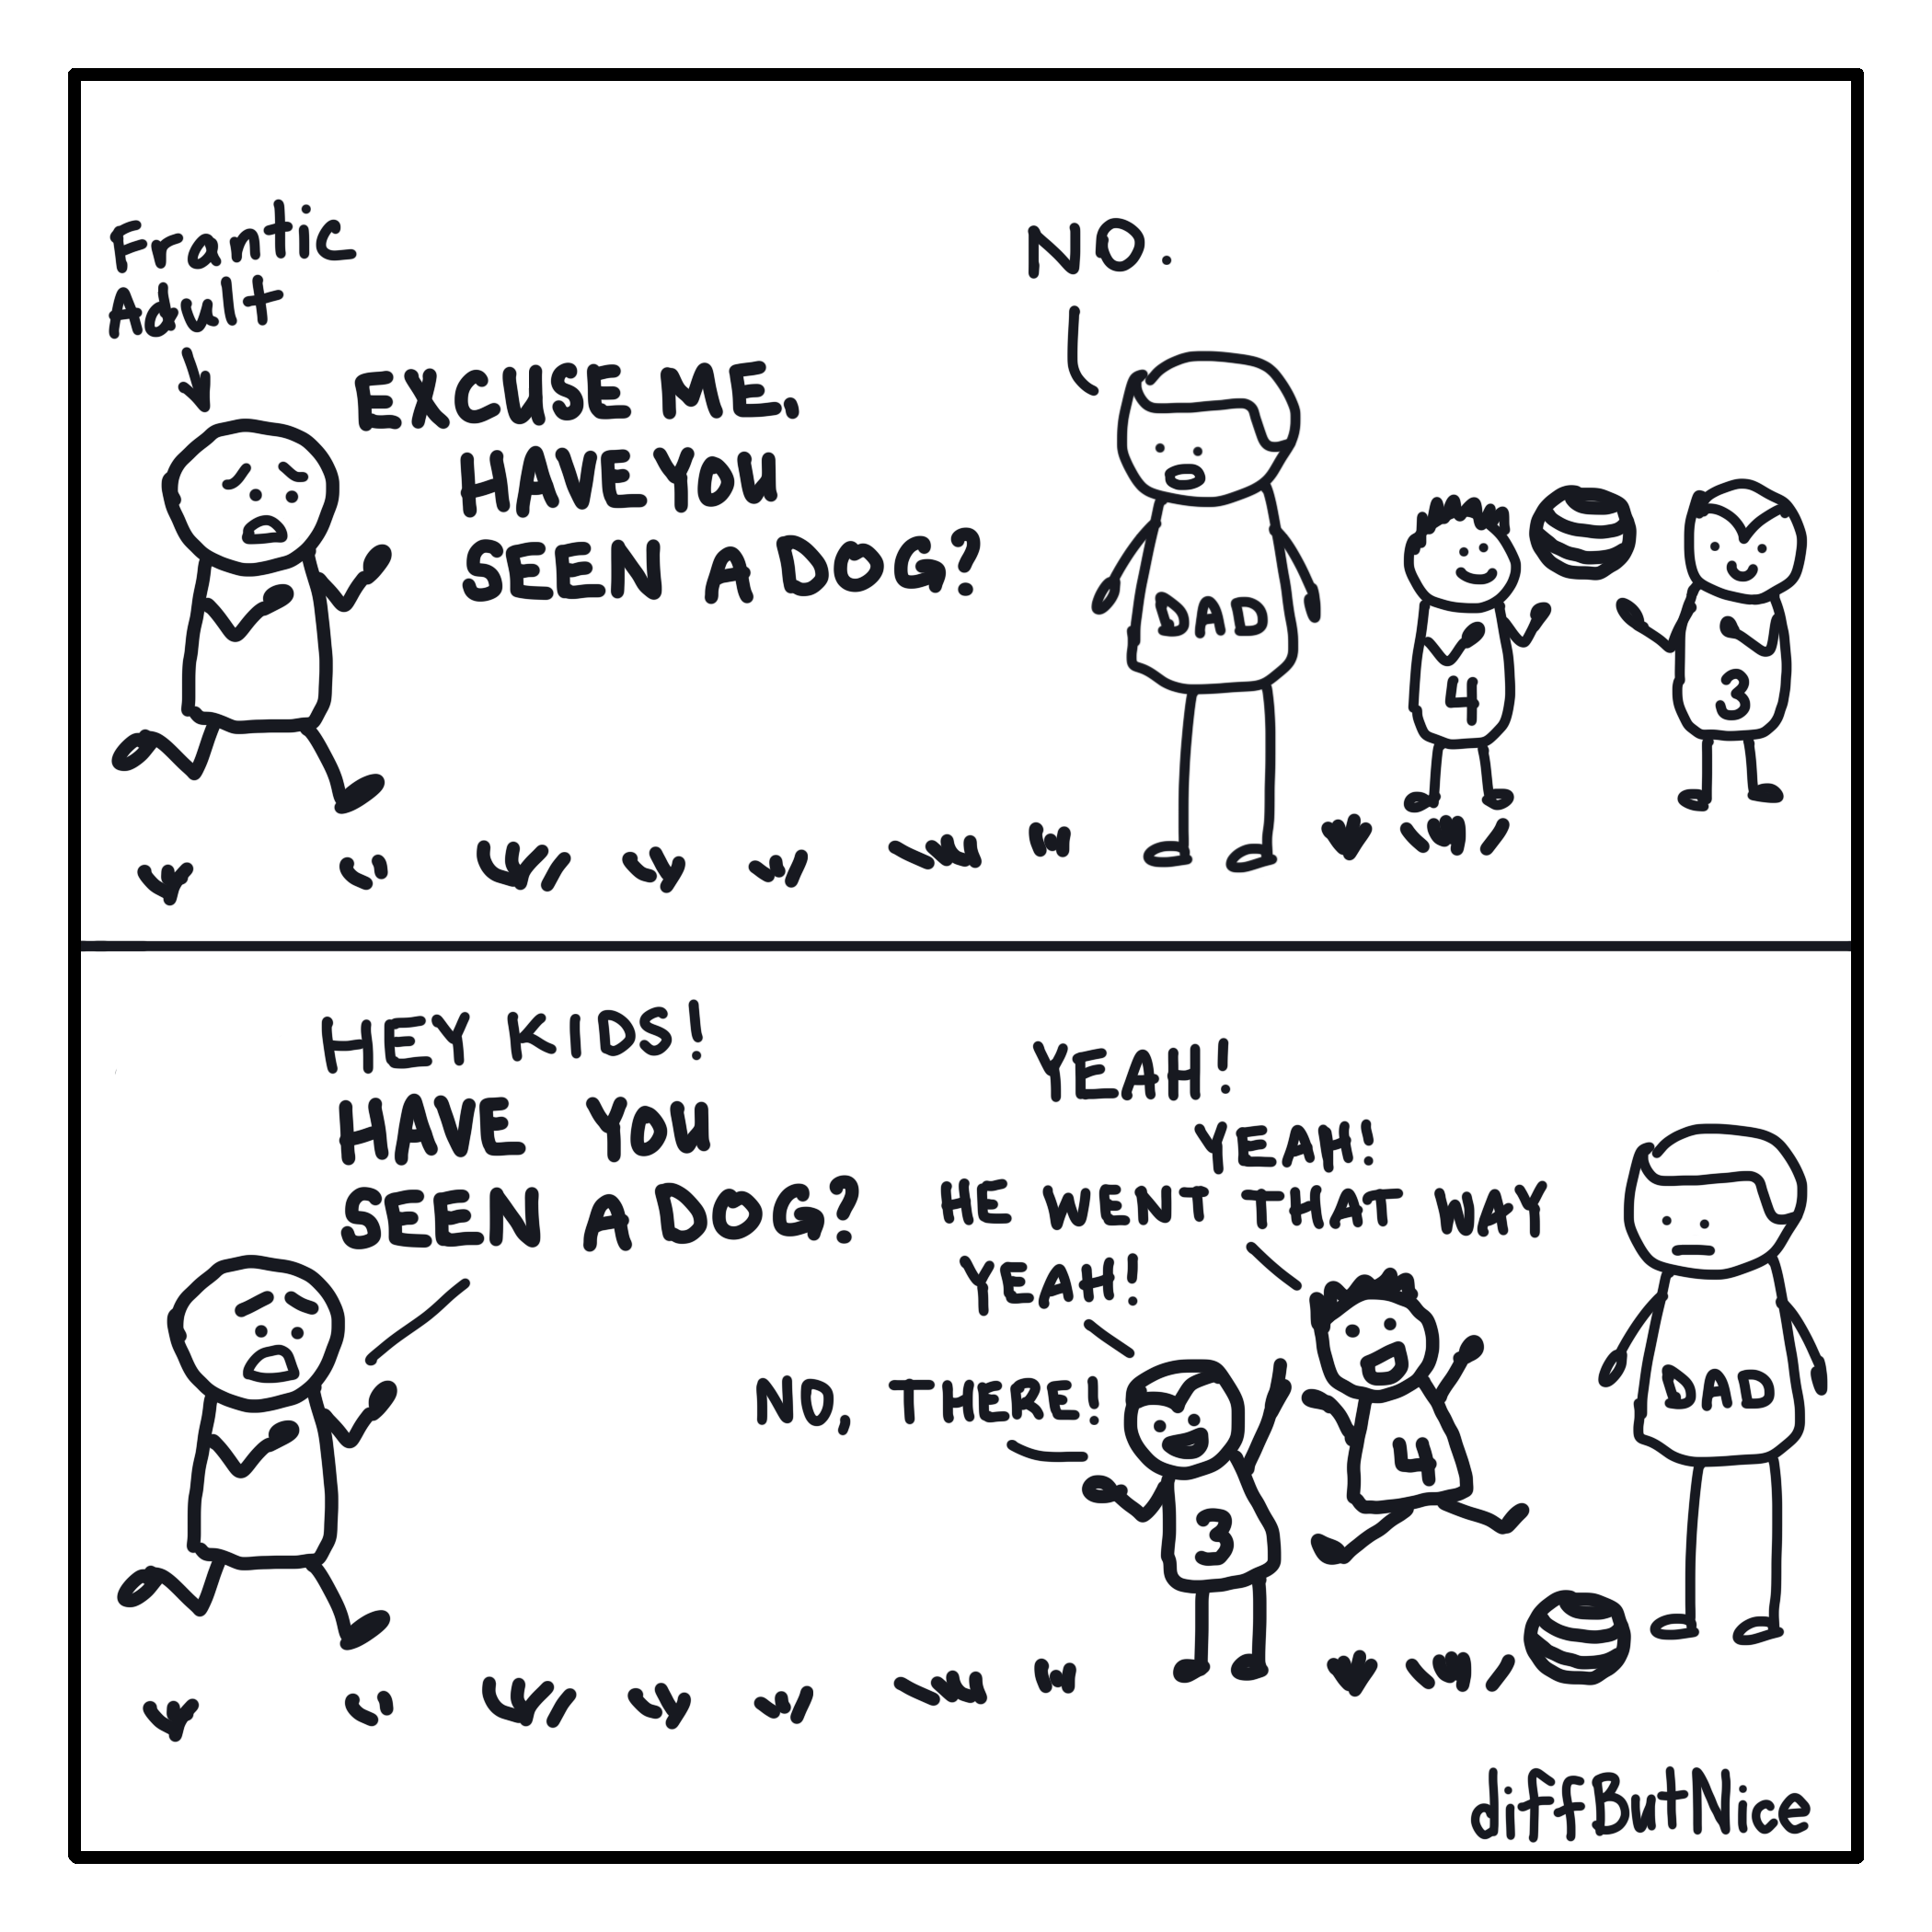 Frantic
Adult
EXCUSE ME.
HAVE YOU
SEEN A DOG?
NO.
DAD
4
3
HEY KIDS!
HAVE YOU
SEEN A DOG?
YEAH!
YEAH!
HE WENT THAT WAY
YEAH!
NO, THERE!
3
4
DAD
diffButNice